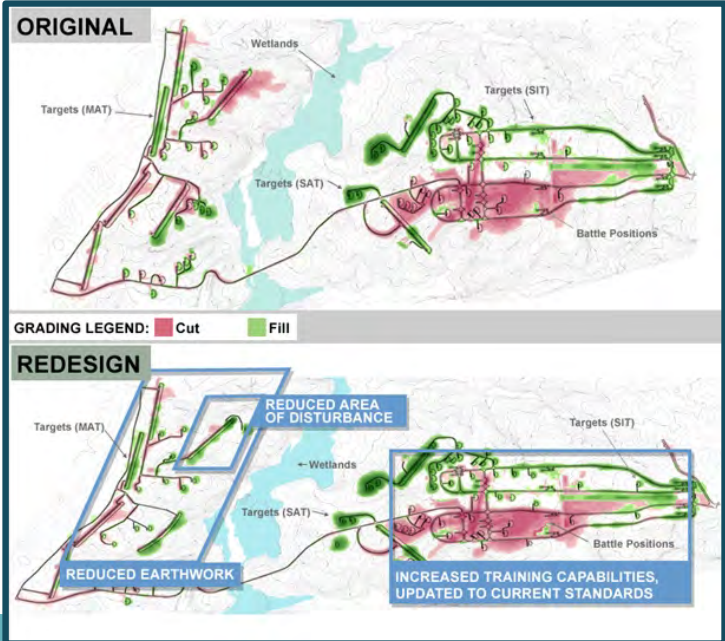 ORIGINAL
Wetlands
Targets (MAT)
Targets (SIT)
Targets (SAT)
Battle Positions
GRADING LEGEND: Cut Fill
REDESIGN
REDUCED AREA
OF DISTURBANCE
Targets (MAT)
Targets (SIT)
Wetlands
Targets (SAT)
Battle Positions
REDUCED EARTHWORK
INCREASED TRAINING CAPABILITIES,
UPDATED TO CURRENT STANDARDS